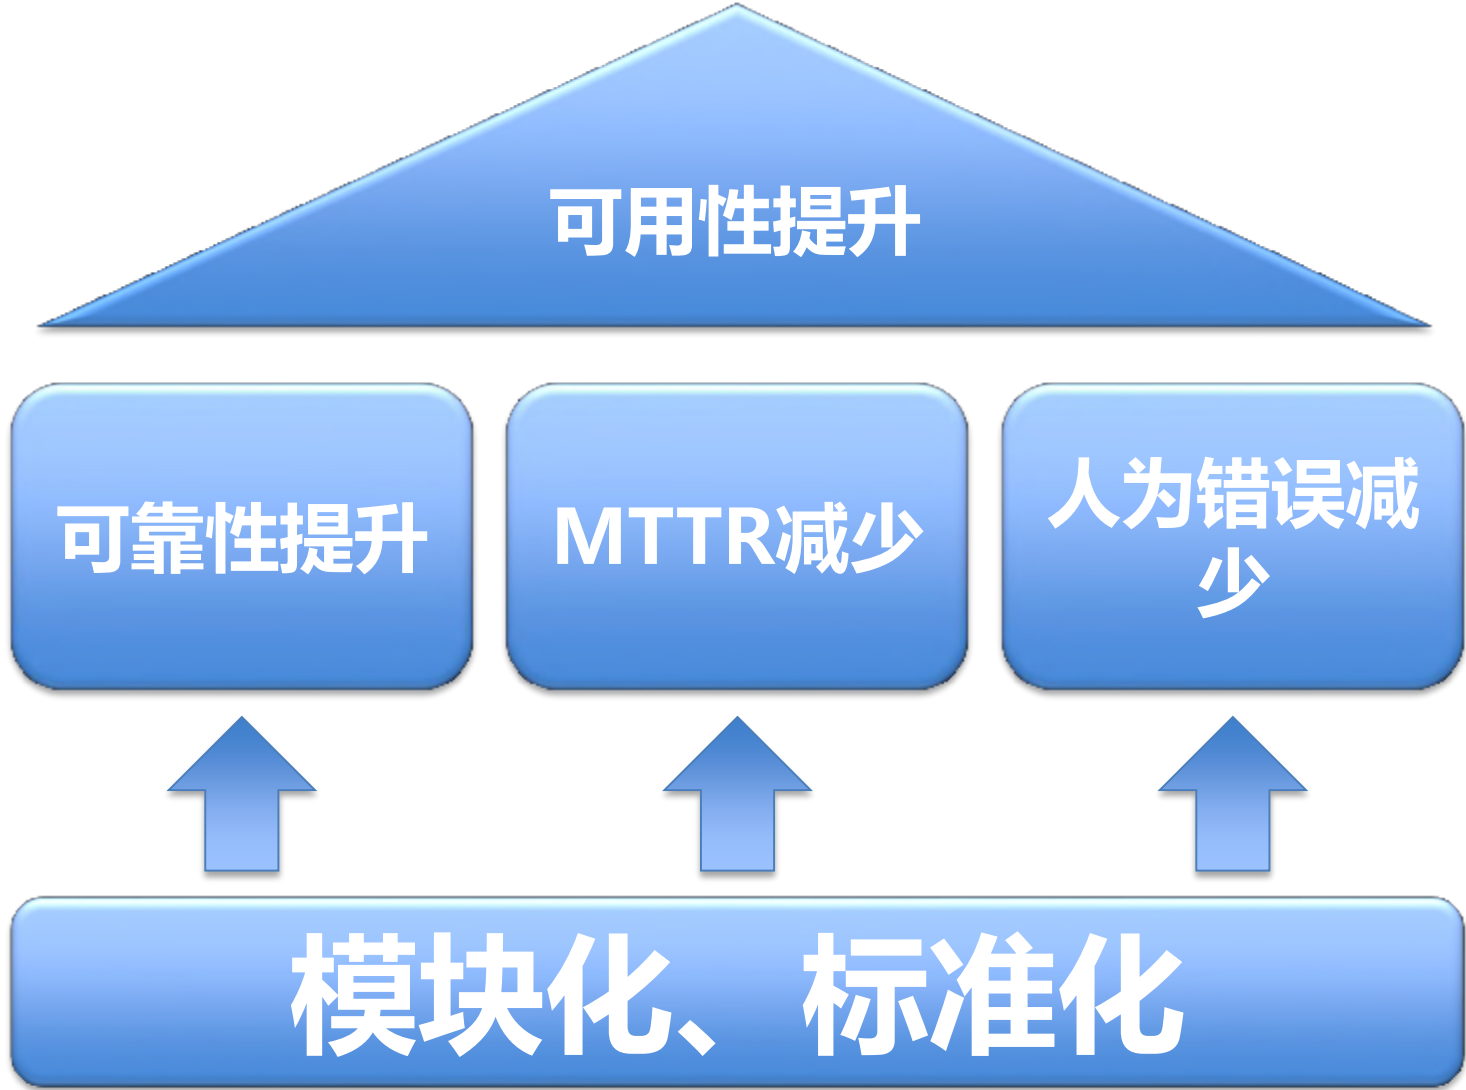 可用性提升
可靠性提升
MTTR减少
人为错误减
少
模块化、标准化